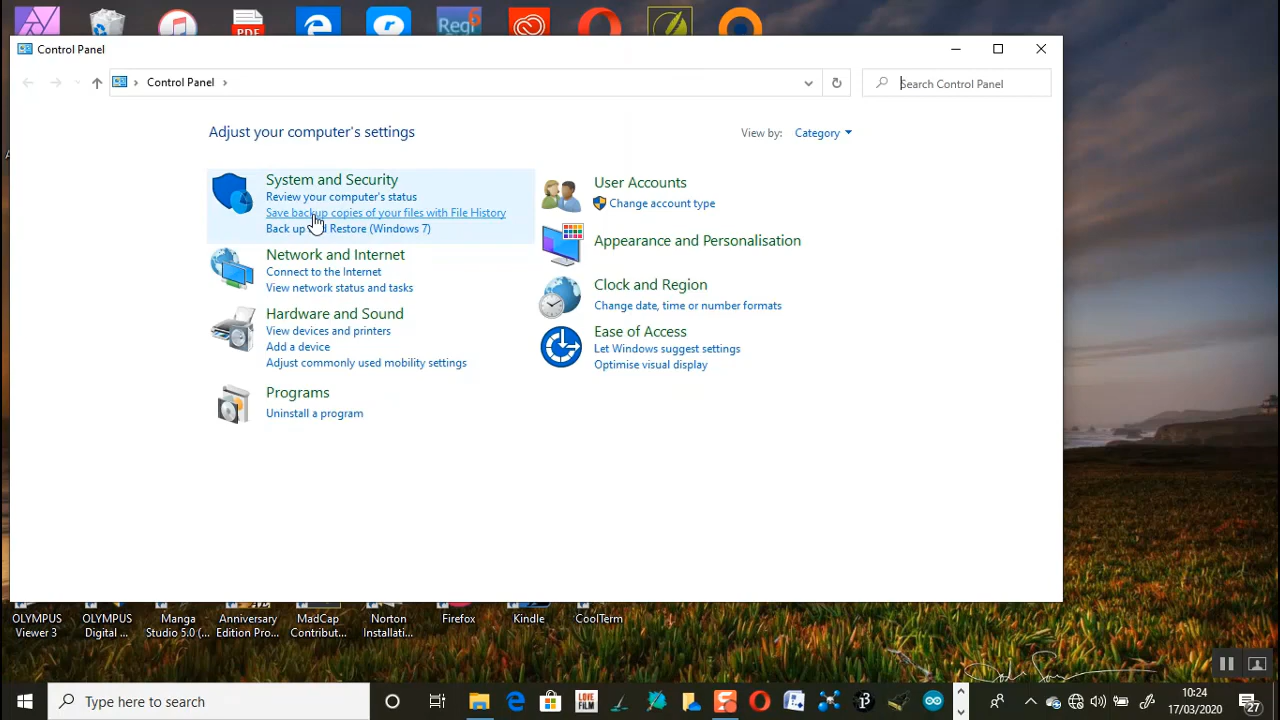 PDF
Regi6
Control Panel
Control Panel
Search Control Panel
Adjust your computer's settings
View by: Category
System and Security
Review your computer's status
Save backup copies of your files with File History
Back up Restore (Windows 7)
Network and Internet
Connect to the Internet
View network status and tasks
Hardware and Sound
View devices and printers
Add a device
Adjust commonly used mobility settings
Programs
Uninstall a program
User Accounts
Change account type
Appearance and Personalisation
Clock and Region
Change date, time or number formats
Ease of Access
Let Windows suggest settings
Optimise visual display
OLYMPUS
Viewer 3
OLYMPUS
Digital ...
Manga
Studio 5.0 (...
Anniversary
Edition Pro...
MadCap
Contribut...
Norton
Installati...
Firefox
Kindle
CoolTerm
Type here to search
LOVE
FILM
10:24
17/03/2020
27